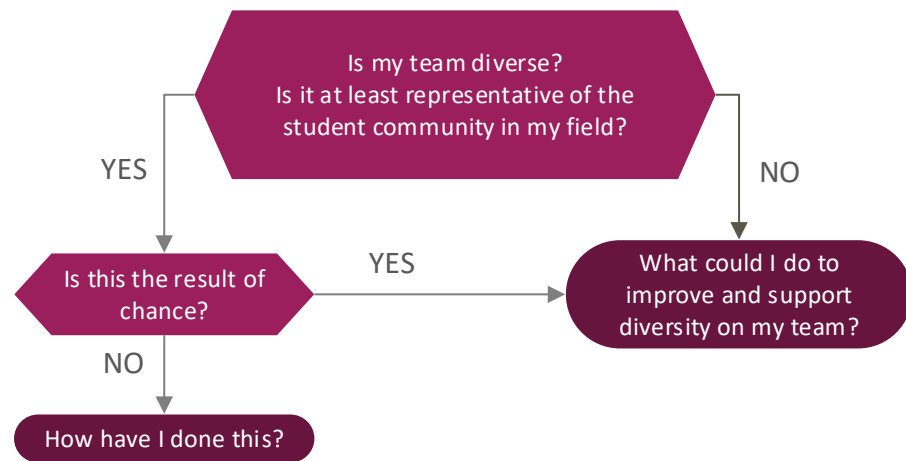 Is my team diverse?
Is it at least representative of the
student community in my field?
YES
NO
Is this the result of
chance?
YES
What could I do to
improve and support
diversity on my team?
NO
How have I done this?